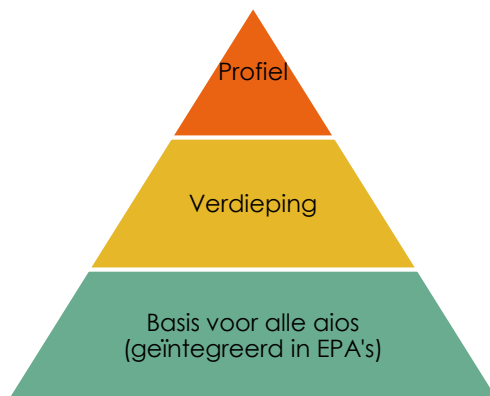 Profiel
Verdieping
Basis voor alle aios
(geïntegreerd in EPA's)